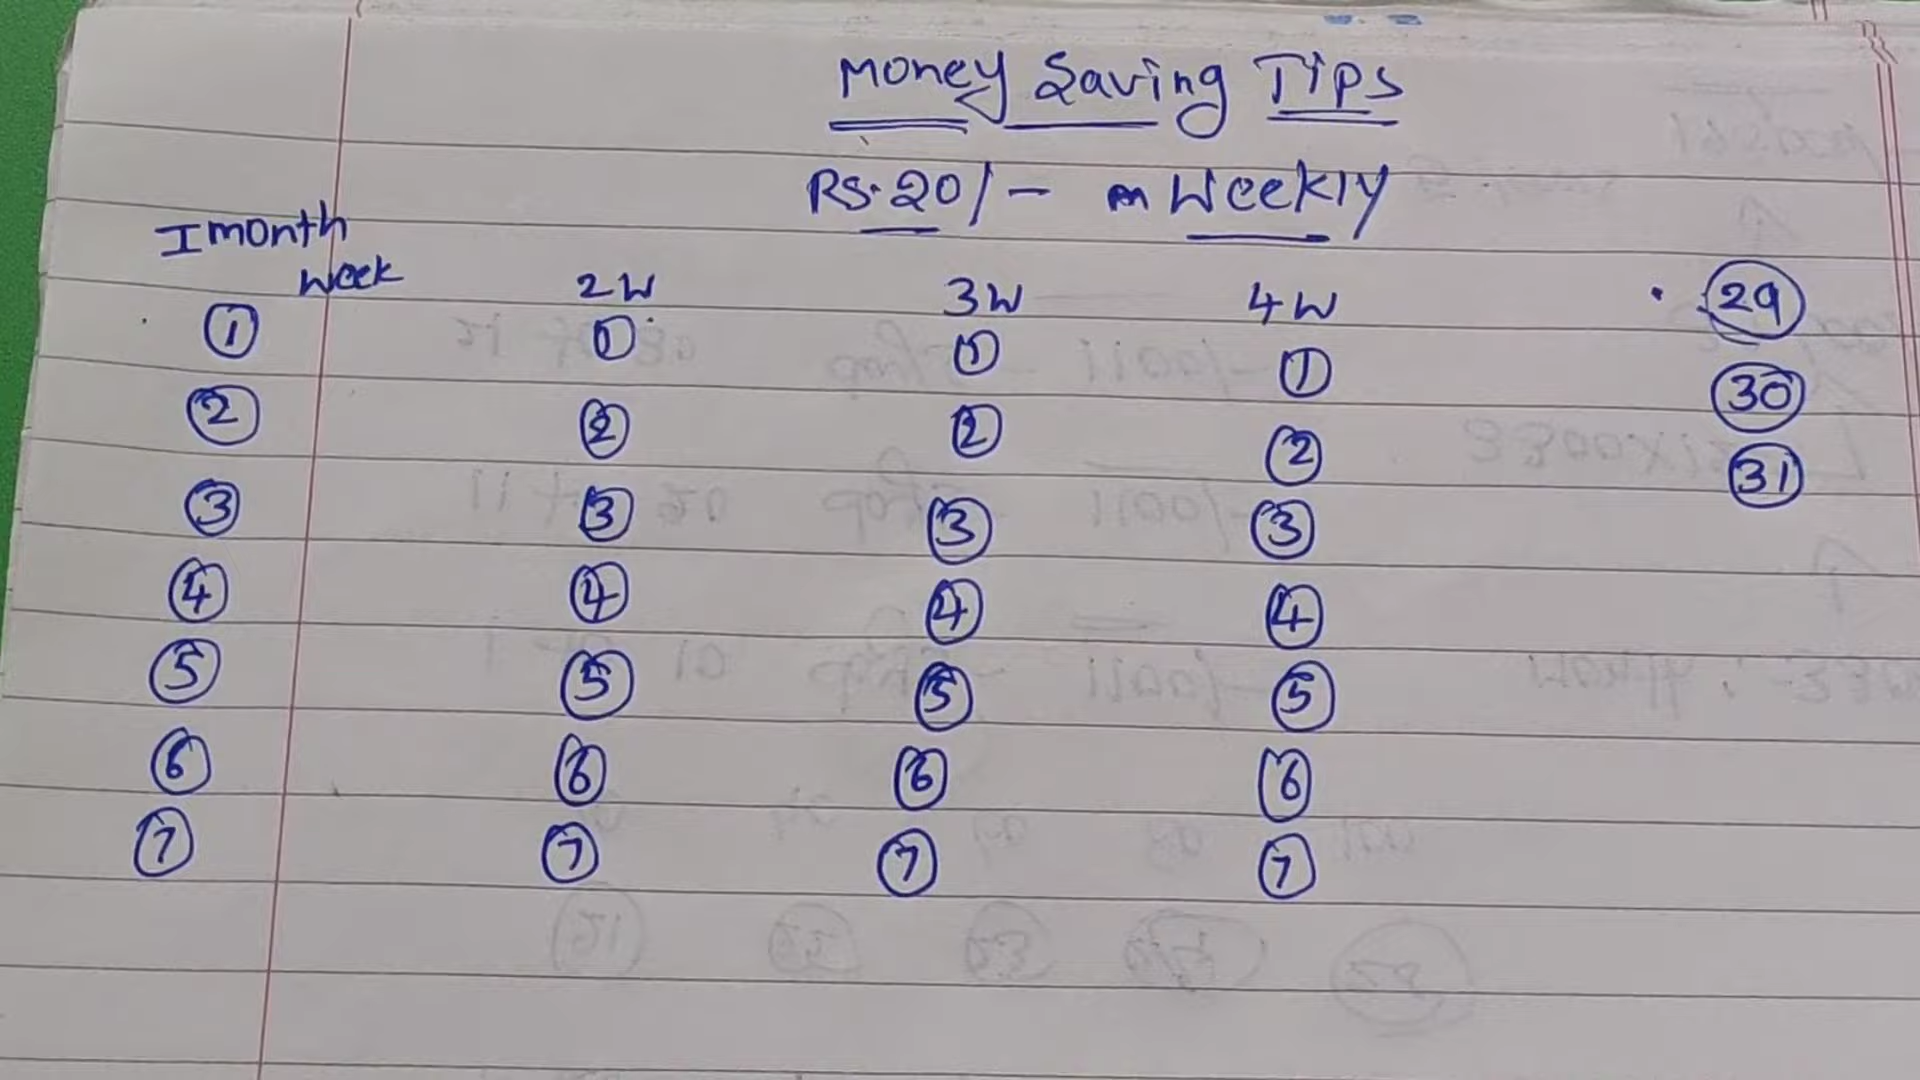 Money Saving Tips
Rs.20/- Weekly
I month
week 2W 3W 4W 29
1 1 1 1 30
2 2 2 2 31
3 3 3 3
4 4 4 4
5 5 5 5
6 6 6 6
7 7 7 7